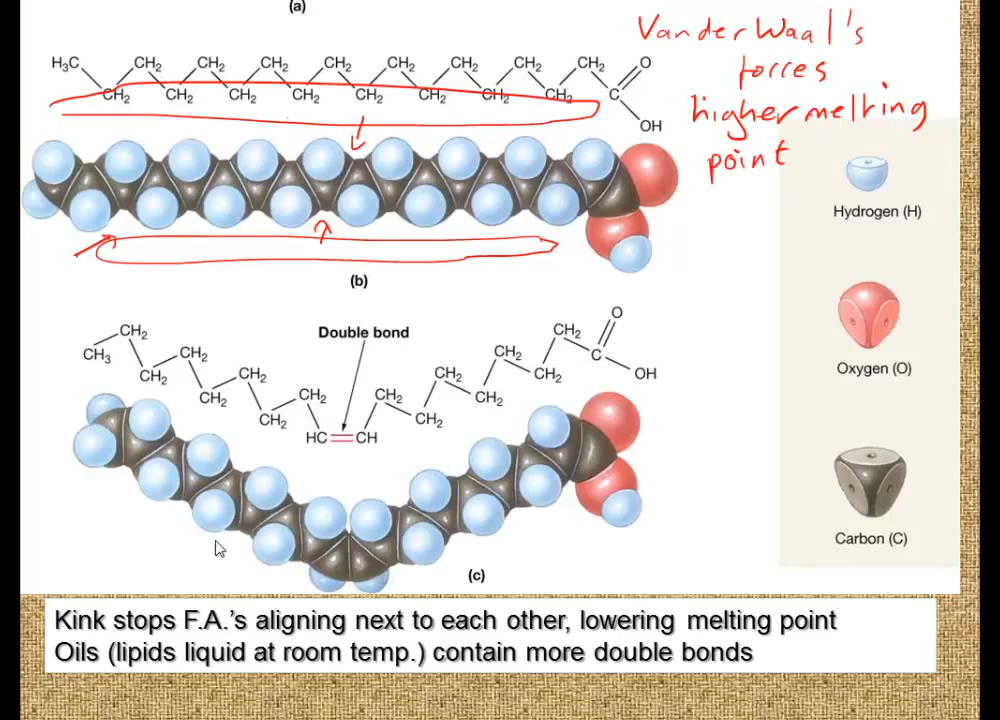 (a)
Van der Waal's
forces
higher melting
point
H₃C CH₂ CH₂ CH₂ CH₂ CH₂ CH₂ CH₂ CH₂ O
CH₂ CH₂ CH₂ CH₂ CH₂ CH₂ CH₂ CH₂ C
OH
Hydrogen (H)
(b)
Oxygen (O)
Double bond
CH₂ CH₂ O
CH₃ CH₂ CH₂ C
CH₂ CH₂ CH₂ CH₂ OH
CH₂ CH₂ CH₂ CH₂
CH₂ CH₂
HC CH
Carbon (C)
(c)
Kink stops F.A.'s aligning next to each other, lowering melting point
Oils (lipids liquid at room temp.) contain more double bonds